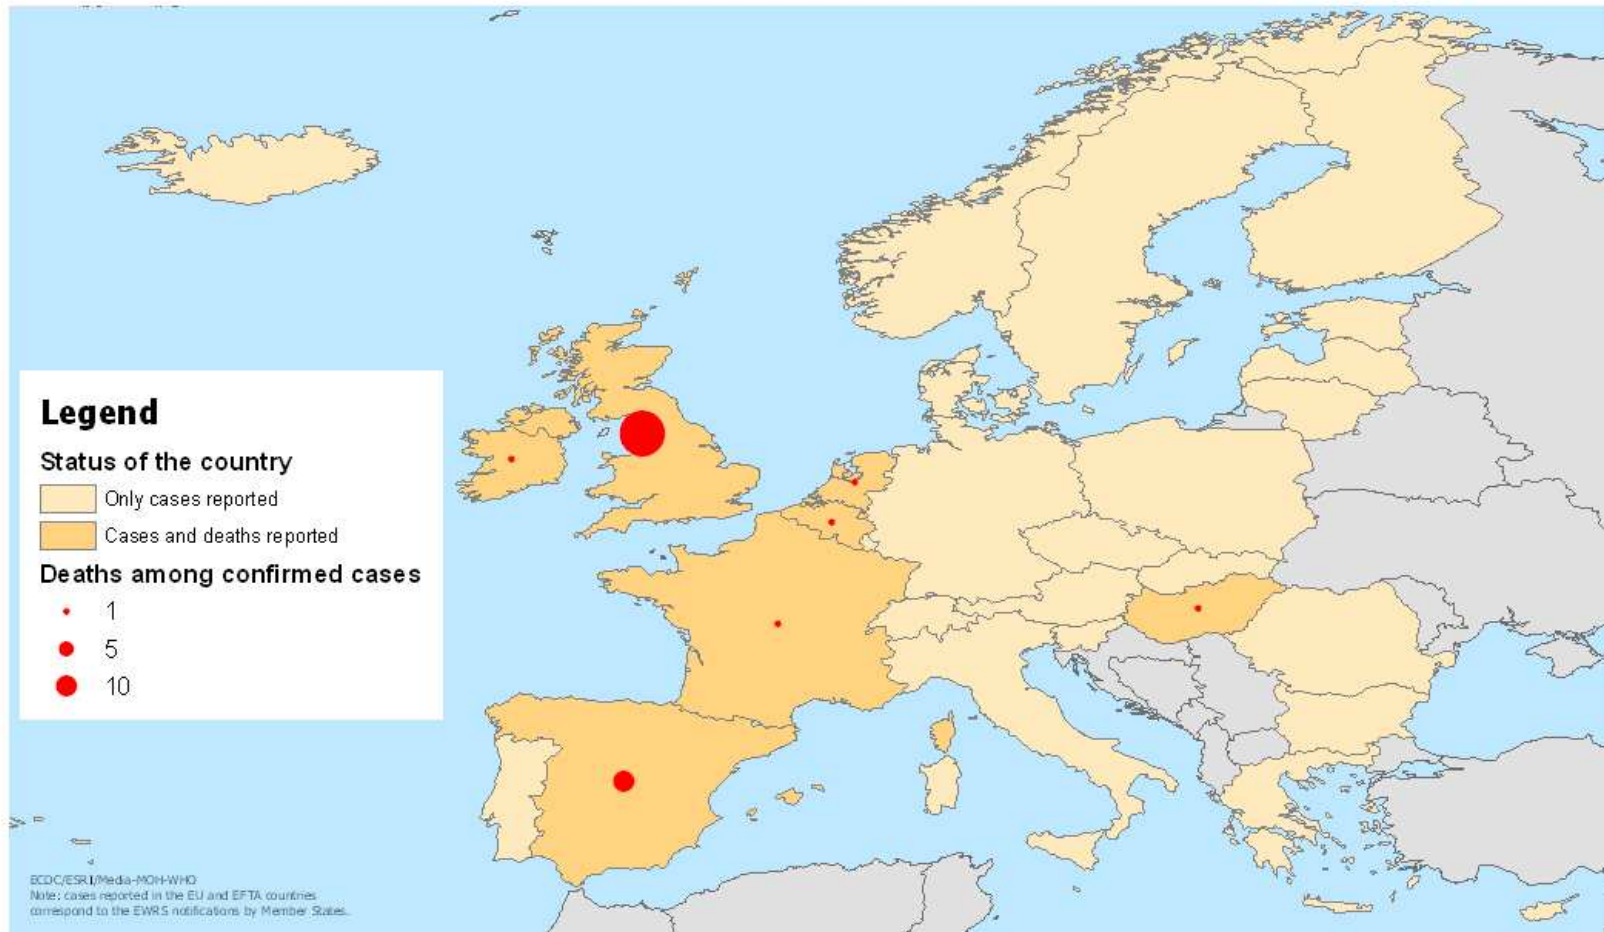 Legend
Status of the country
Only cases reported
Cases and deaths reported
Deaths among confirmed cases
1
5
10
ECDC/ESRI/Media-MOH-WHO
Note: cases reported in the EU and EFTA countries
correspond to the EWRS notifications by Member States.